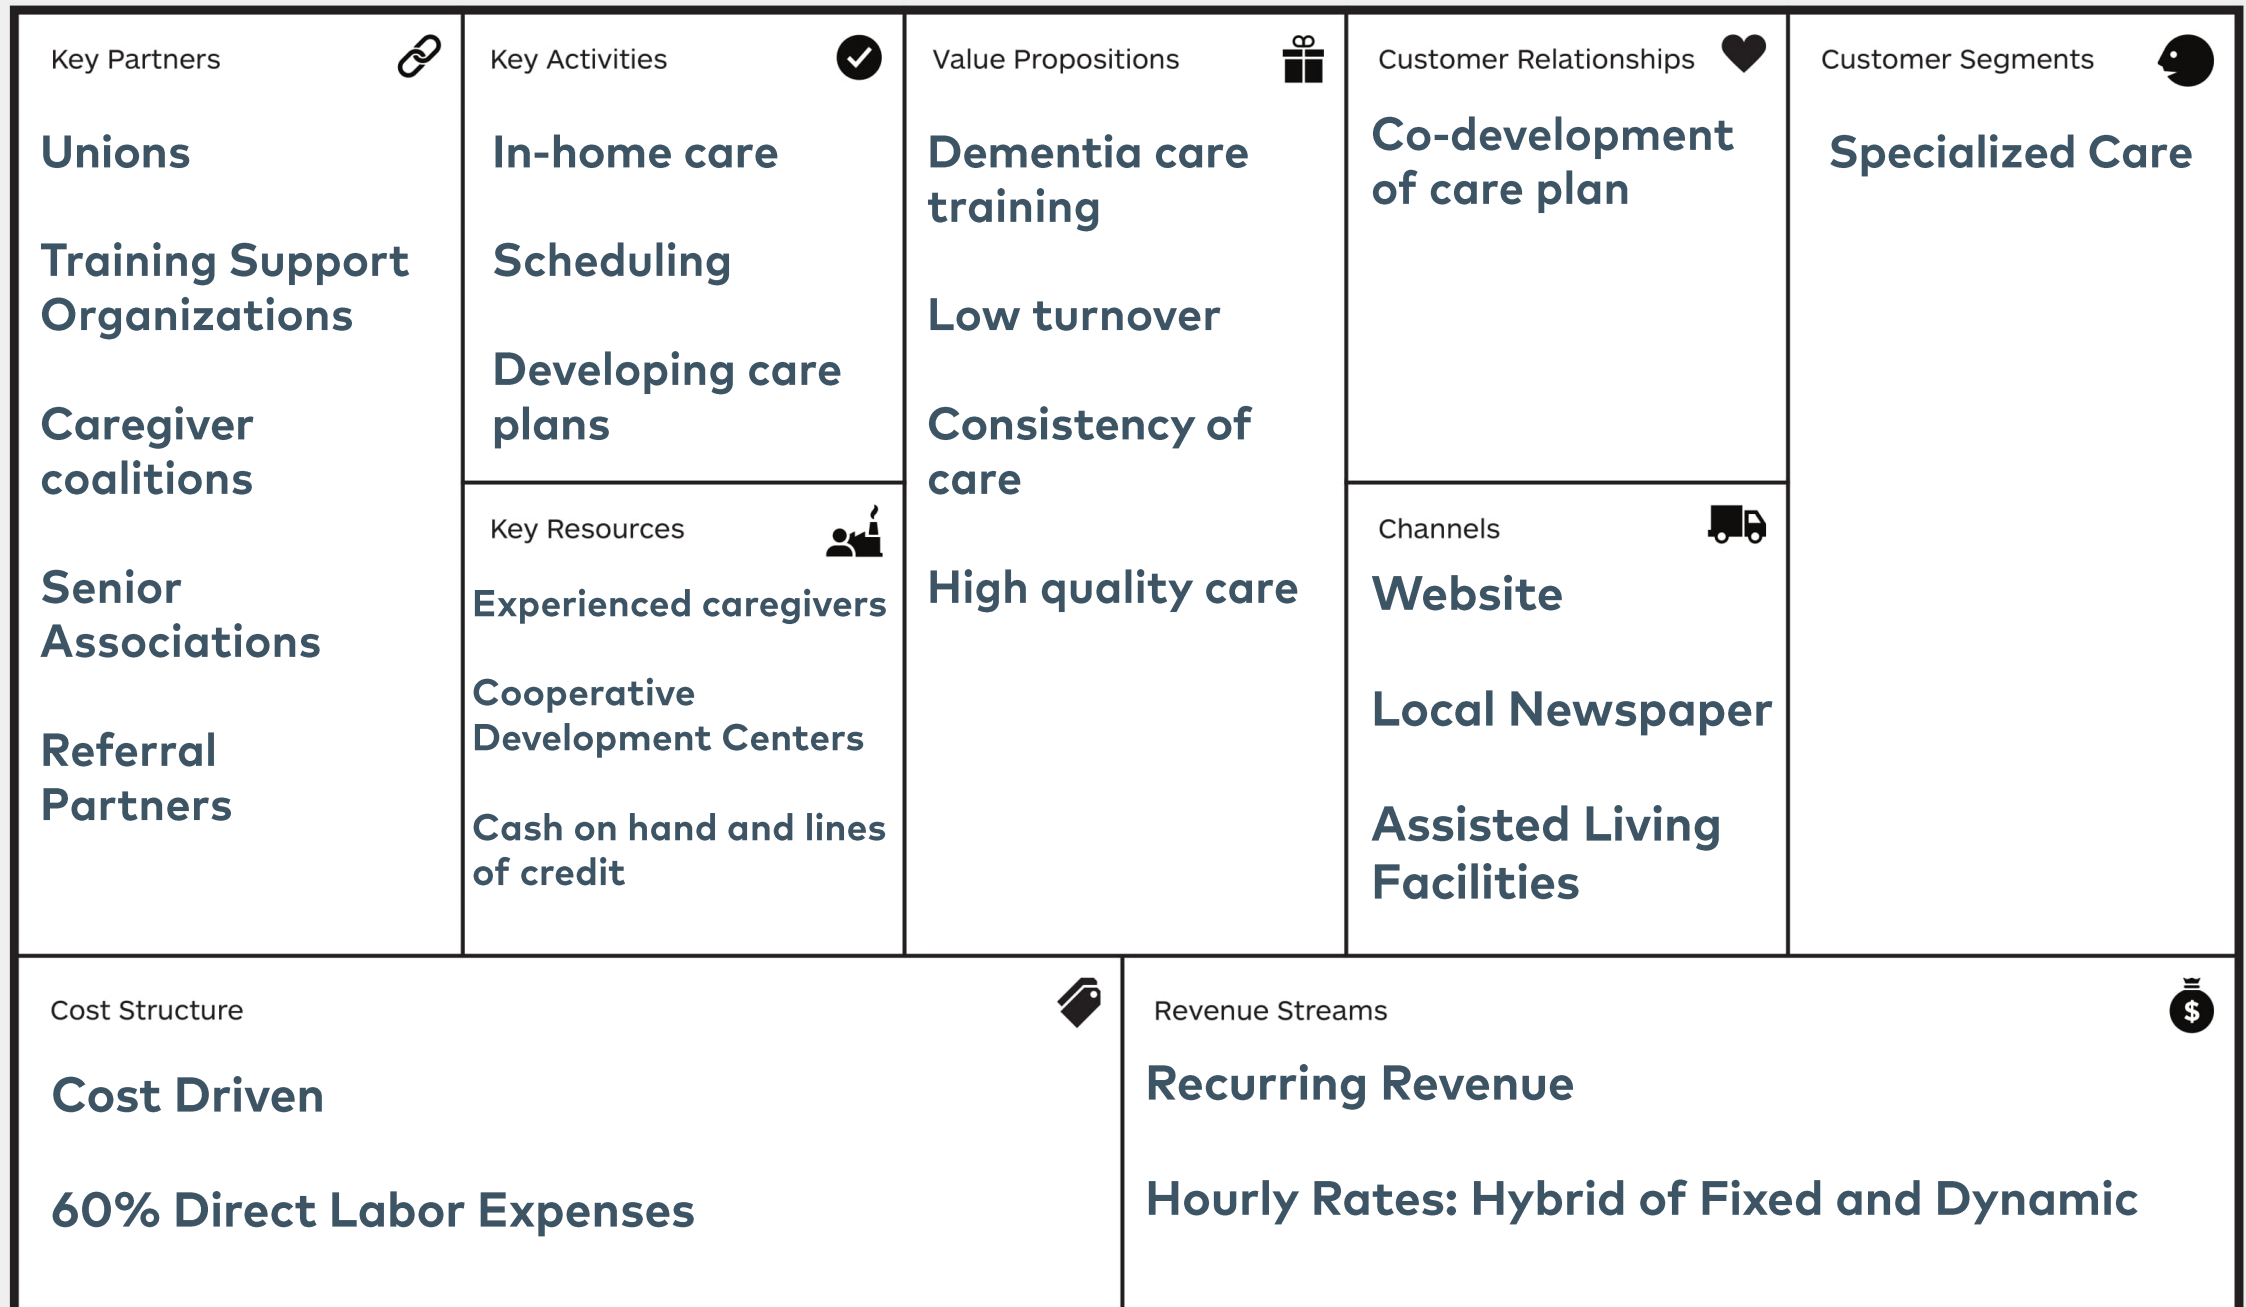 Key Partners
Unions
Training Support
Organizations
Caregiver
coalitions
Senior
Associations
Referral
Partners
Key Activities
In-home care
Scheduling
Developing care
plans
Key Resources
Experienced caregivers
Cooperative
Development Centers
Cash on hand and lines
of credit
Value Propositions
Dementia care
training
Low turnover
Consistency of
care
High quality care
Customer Relationships
Co-development
of care plan
Channels
Website
Local Newspaper
Assisted Living
Facilities
Customer Segments
Specialized Care
Cost Structure
Cost Driven
60% Direct Labor Expenses
Revenue Streams
$
Recurring Revenue
Hourly Rates: Hybrid of Fixed and Dynamic